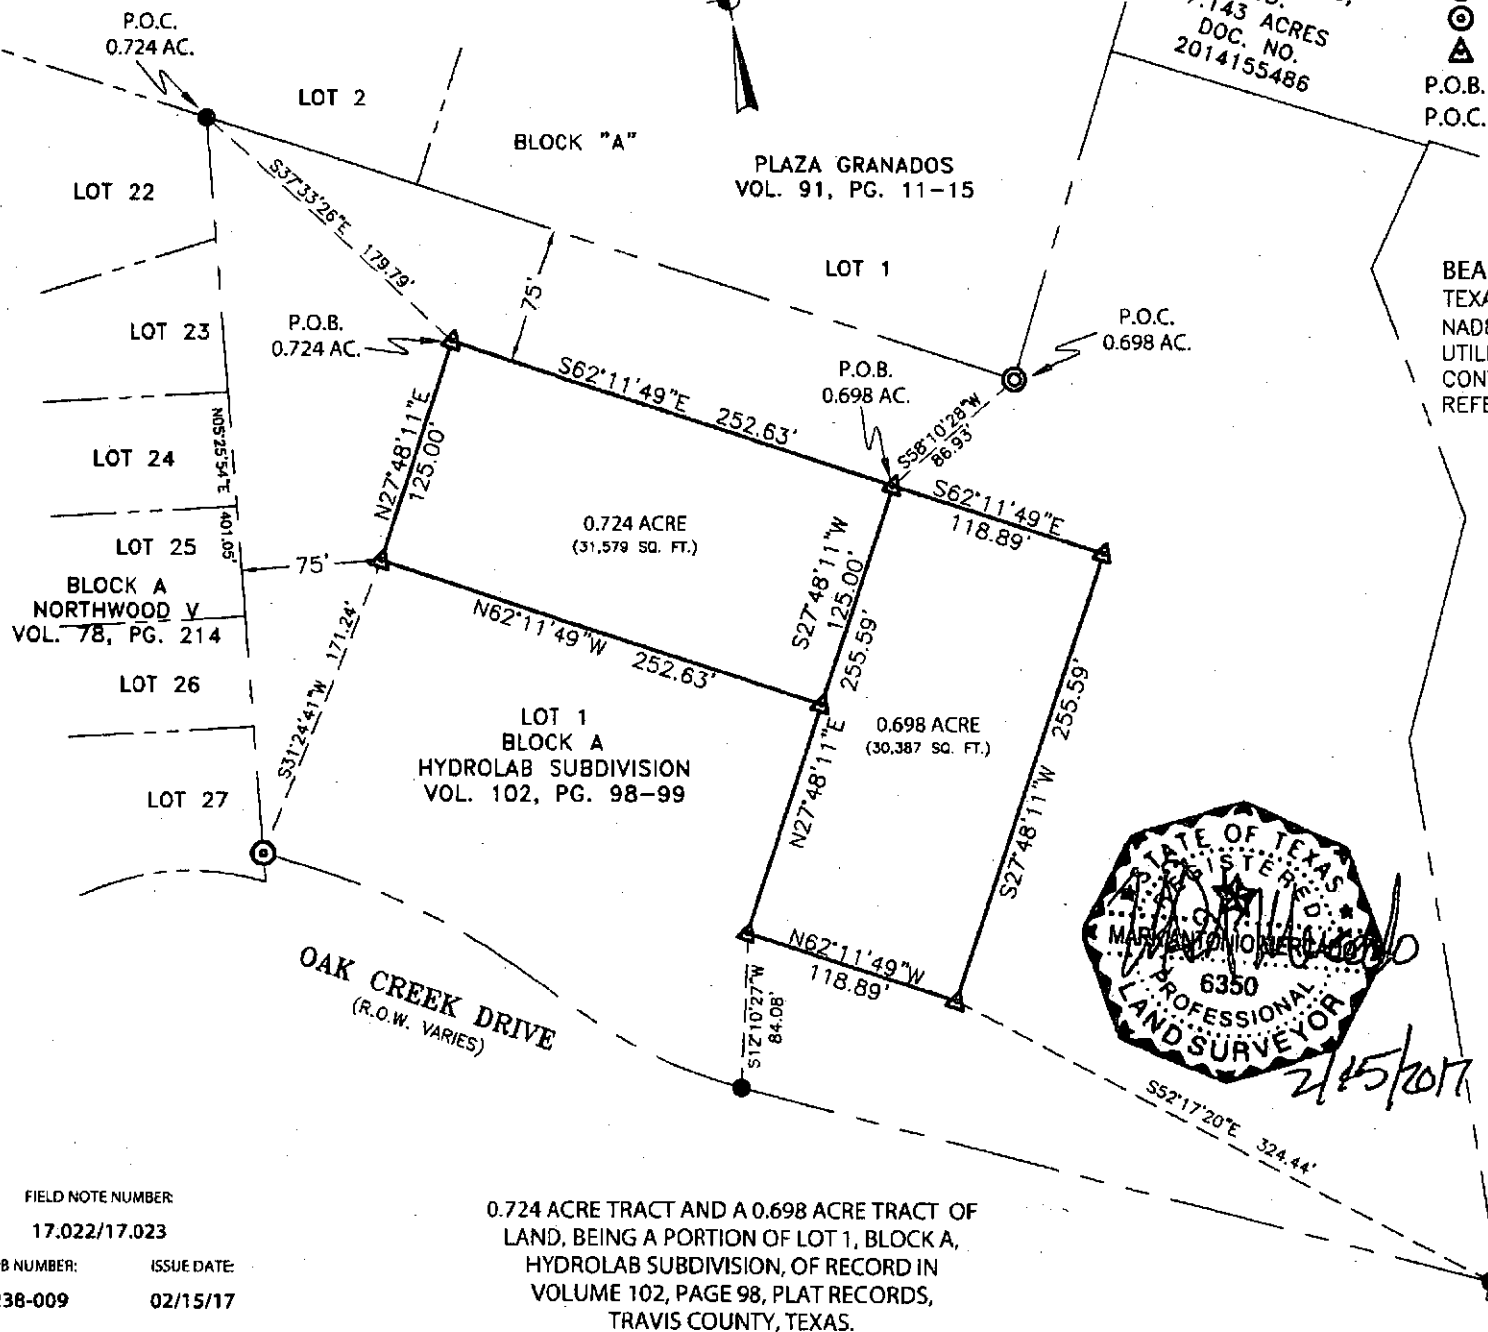 P.O.C.
0.724 AC.
LOT 2
BLOCK "A"
PLAZA GRANADOS
VOL. 91, PG. 11-15
LOT 1
7.143 ACRES
DOC. NO.
2014155486
P.O.B.
P.O.C.
LOT 22
S37°33'26"E 179.79'
75'
LOT 23
P.O.B.
0.724 AC.
P.O.C.
0.698 AC.
P.O.B.
0.698 AC.
BEA
TEXA
NAD8
UTILI
CONT
REFE
S62°11'49"E 252.63'
S58°10'28"W
86.93'
S62°11'49"E
118.89'
N27°48'11"E
125.00'
LOT 24
N05°25'54"E 401.05'
0.724 ACRE
(31,579 SQ. FT.)
S27°48'11"W
125.00'
255.59'
LOT 25
75'
BLOCK A
NORTHWOOD V
VOL. 78, PG. 214
N62°11'49"W 252.63'
S31°24'41"W 171.24'
LOT 26
LOT 1
BLOCK A
HYDROLAB SUBDIVISION
VOL. 102, PG. 98-99
0.698 ACRE
(30,387 SQ. FT.)
N27°48'11"E
S27°48'11"W 255.59'
LOT 27
STATE OF TEXAS
REGISTERED
MARK ANTONIO MERCADO
6350
PROFESSIONAL
LAND SURVEYOR
2/15/2017
OAK CREEK DRIVE
(R.O.W. VARIES)
N62°11'49"W
118.89'
S12°10'27"W
84.08'
S52°17'20"E 324.44'
FIELD NOTE NUMBER:
17.022/17.023
B NUMBER: ISSUE DATE:
238-009 02/15/17
0.724 ACRE TRACT AND A 0.698 ACRE TRACT OF
LAND, BEING A PORTION OF LOT 1, BLOCK A,
HYDROLAB SUBDIVISION, OF RECORD IN
VOLUME 102, PAGE 98, PLAT RECORDS,
TRAVIS COUNTY, TEXAS.